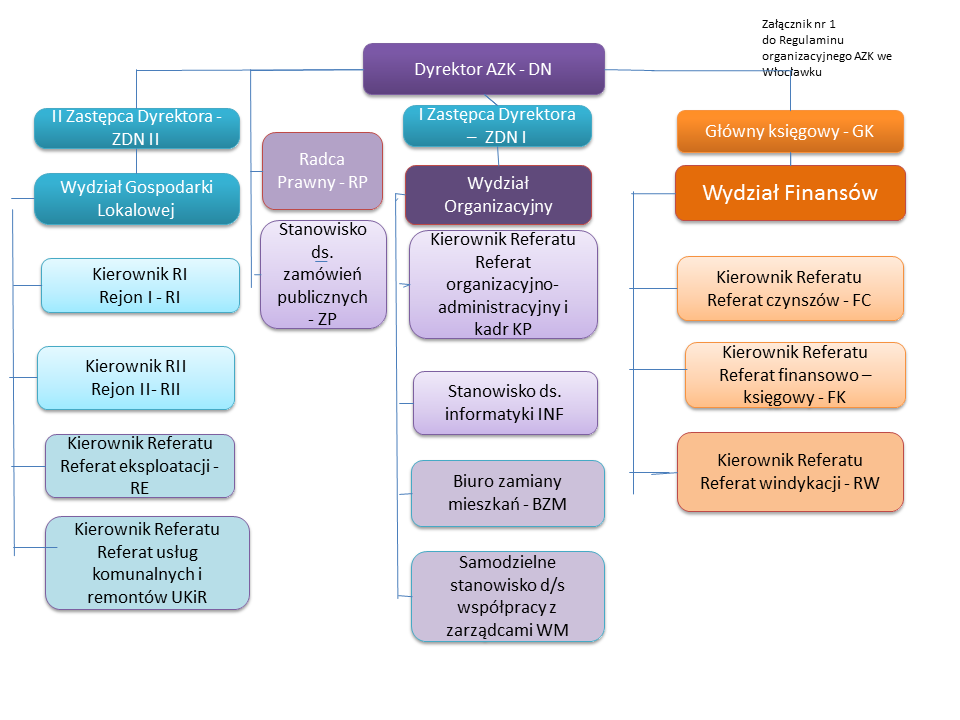 Załącznik nr 1
do Regulaminu
organizacyjnego AZK we
Włocławku
Dyrektor AZK - DN
II Zastępca Dyrektora -
ZDN II
I Zastępca Dyrektora
– ZDN I
Główny księgowy - GK
Radca
Prawny - RP
Wydział Gospodarki
Lokalowej
Wydział
Organizacyjny
Wydział Finansów
Stanowisko
ds.
zamówień
publicznych
- ZP
Kierownik RI
Rejon I - RI
Kierownik RII
Rejon II- RII
Kierownik Referatu
Referat eksploatacji -
RE
Kierownik Referatu
Referat usług
komunalnych i
remontów UKiR
Kierownik Referatu
Referat
organizacyjno-
administracyjny i
kadr KP
Stanowisko ds.
informatyki INF
Biuro zamiany
mieszkań - BZM
Samodzielne
stanowisko d/s
współpracy z
zarządcami WM
Kierownik Referatu
Referat czynszów - FC
Kierownik Referatu
Referat finansowo –
księgowy - FK
Kierownik Referatu
Referat windykacji - RW